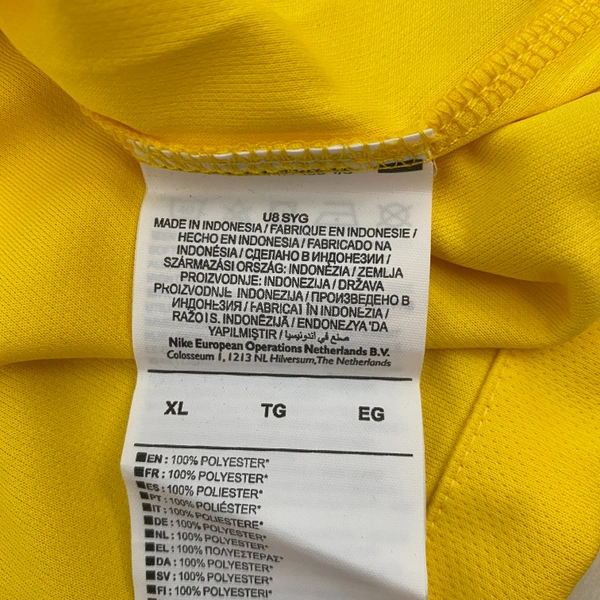 U8 SYG
MADE IN INDONESIA / FABRIQUE EN INDONESIE /
HECHO EN INDONESIA / FABRICADO NA
INDONÉSIA / СДЕЛАНО В ИНДОНЕЗИИ /
SZÁRMAZÁSI ORSZÁG: INDONÉZIA / ZEMLJA
PROIZVODNJE: INDONEZIJA / DRŽAVA
PROIZVODNJE INDONEZIJA / ПРОИЗВЕДЕНО В
ИНДОНЕЗИЯ / FABRICAT ÎN INDONEZIA /
RAŽOTS. INDONĒZIJĀ / ENDONEZYA 'DA
YAPILMIŞTIR / صنع في أندونيسيا
Nike European Operations Netherlands B.V.
Colosseum 1, 1213 NL Hilversum, The Netherlands
XL TG EG
EN : 100% POLYESTER*
FR : 100% POLYESTER*
ES : 100% POLIESTER*
PT : 100% POLIÉSTER*
IT : 100% POLIESTERE*
DE : 100% POLYESTER*
NL : 100% POLYESTER*
EL : 100% ΠΟΛΥΕΣΤΕΡΑΣ*
DA : 100% POLYESTER*
SV : 100% POLYESTER*
FI : 100% POLYESTERI*